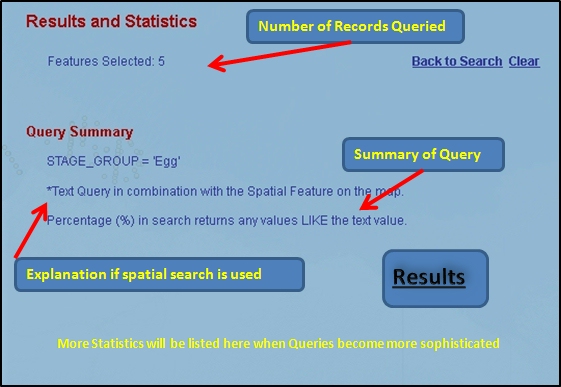 Results and Statistics
Number of Records Queried
Features Selected: 5
Back to Search Clear
Query Summary
Summary of Query
STAGE_GROUP = 'Egg'
*Text Query in combination with the Spatial Feature on the map.
Percentage (%) in search returns any values LIKE the text value.
Explanation if spatial search is used
Results
More Statistics will be listed here when Queries become more sophisticated